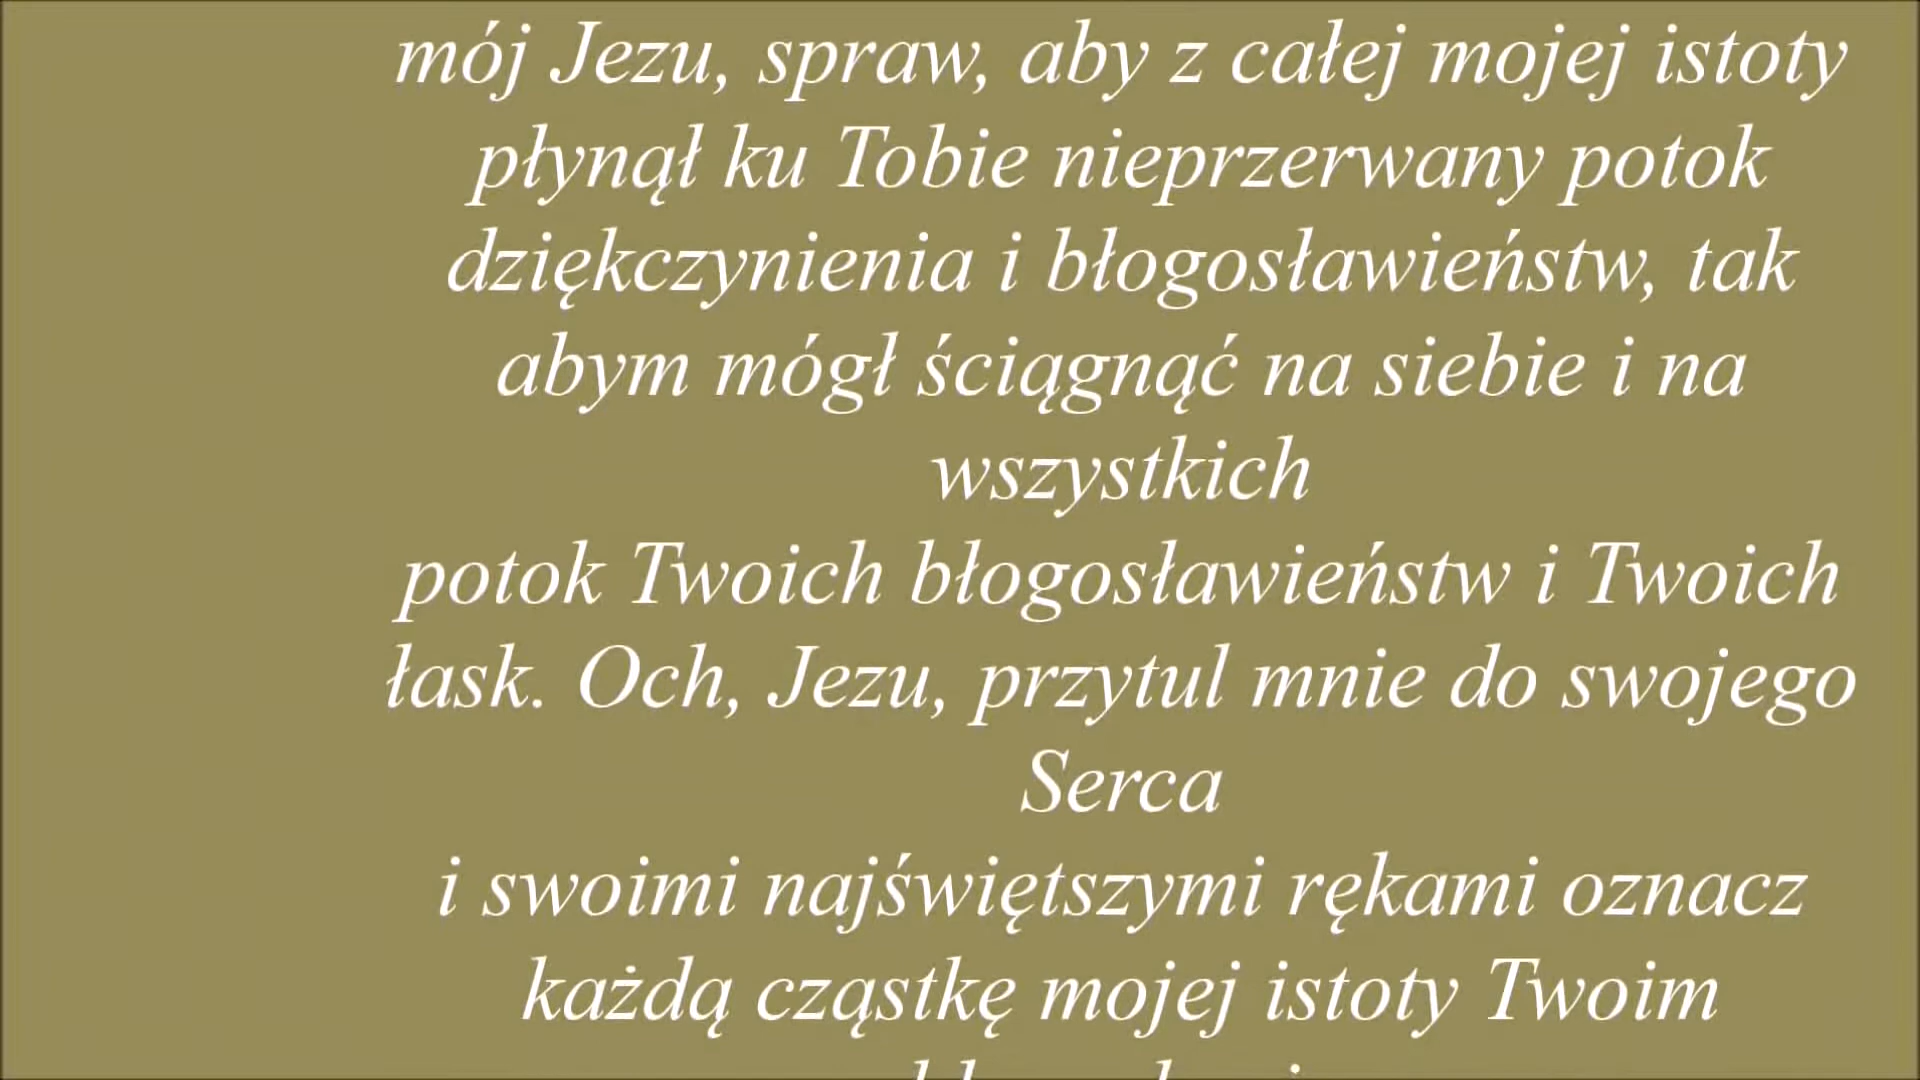 mój Jezu, spraw, aby z całej mojej istoty
płynął ku Tobie nieprzerwany potok
dziękczynienia i błogosławieństw, tak
abym mógł ściągnąć na siebie i na
wszystkich
potok Twoich błogosławieństw i Twoich
łask. Och, Jezu, przytul mnie do swojego
Serca
i swoimi najświętszymi rękami oznacz
każdą cząstkę mojej istoty Twoim